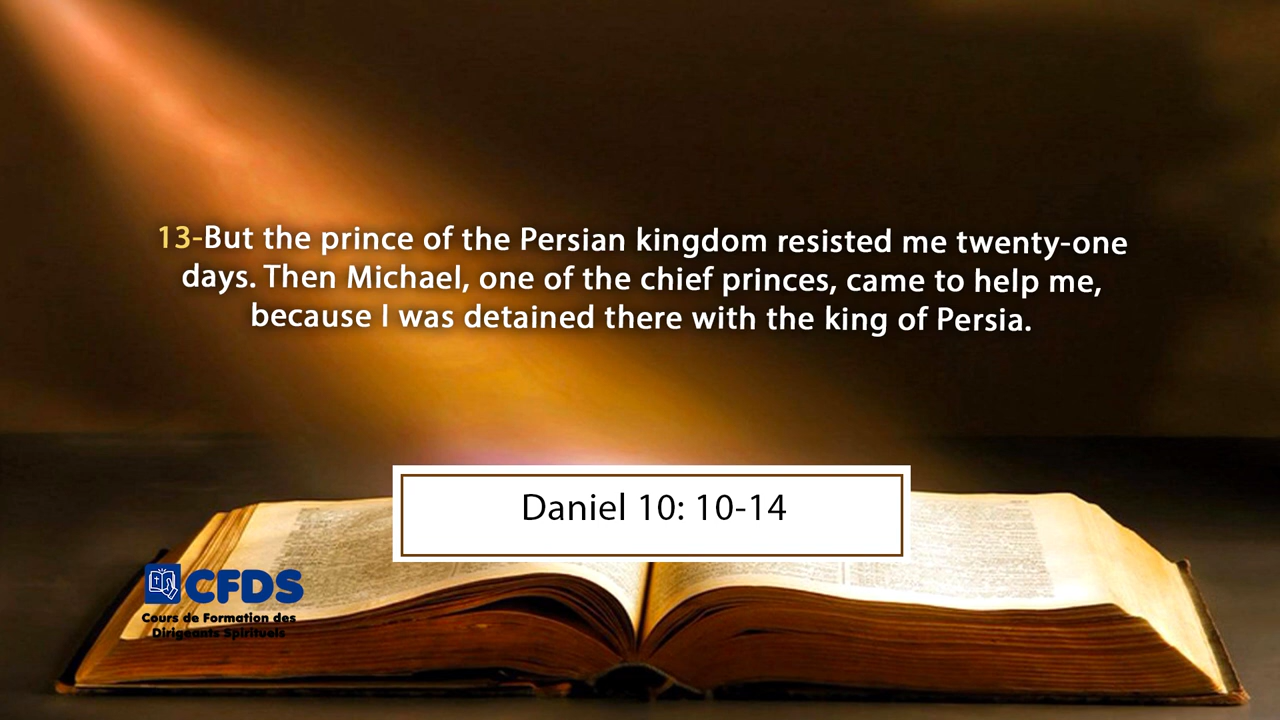 13-But the prince of the Persian kingdom resisted me twenty-one
days. Then Michael, one of the chief princes, came to help me,
because I was detained there with the king of Persia.
Daniel 10: 10-14
CFDS
Cours de Formation des
Dirigeants Spirituels